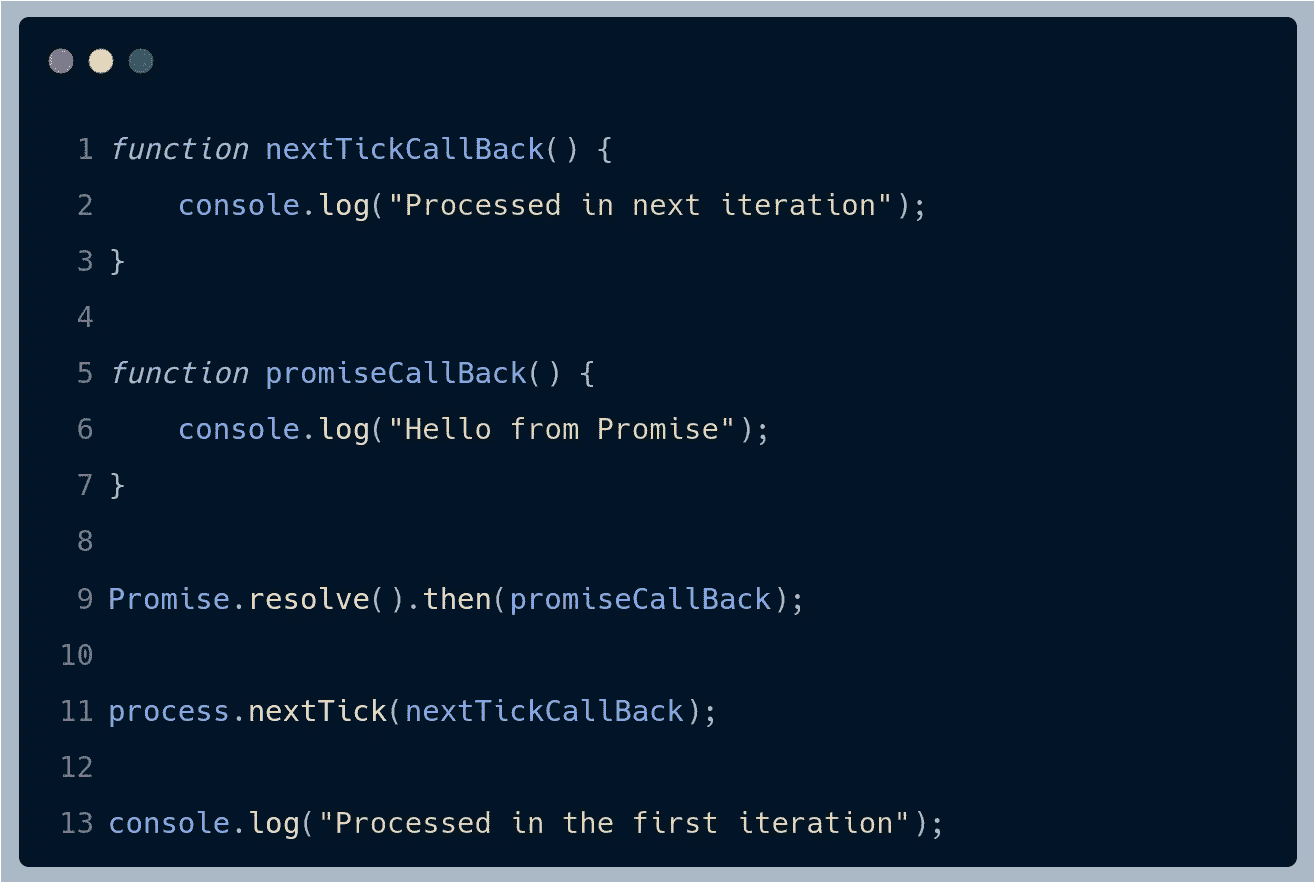 1 function nextTickCallBack() {
2     console.log("Processed in next iteration");
3 }
4
5 function promiseCallBack() {
6     console.log("Hello from Promise");
7 }
8
9 Promise.resolve().then(promiseCallBack);
10
11 process.nextTick(nextTickCallBack);
12
13 console.log("Processed in the first iteration");